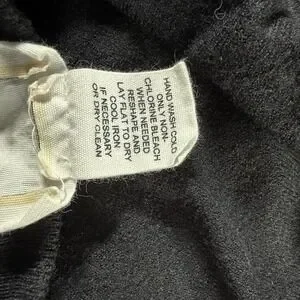 HAND WASH COLD
ONLY NON-
CHLORINE BLEACH
WHEN NEEDED
RESHAPE AND
LAY FLAT TO DRY
COOL IRON
IF NECESSARY
OR DRY CLEAN